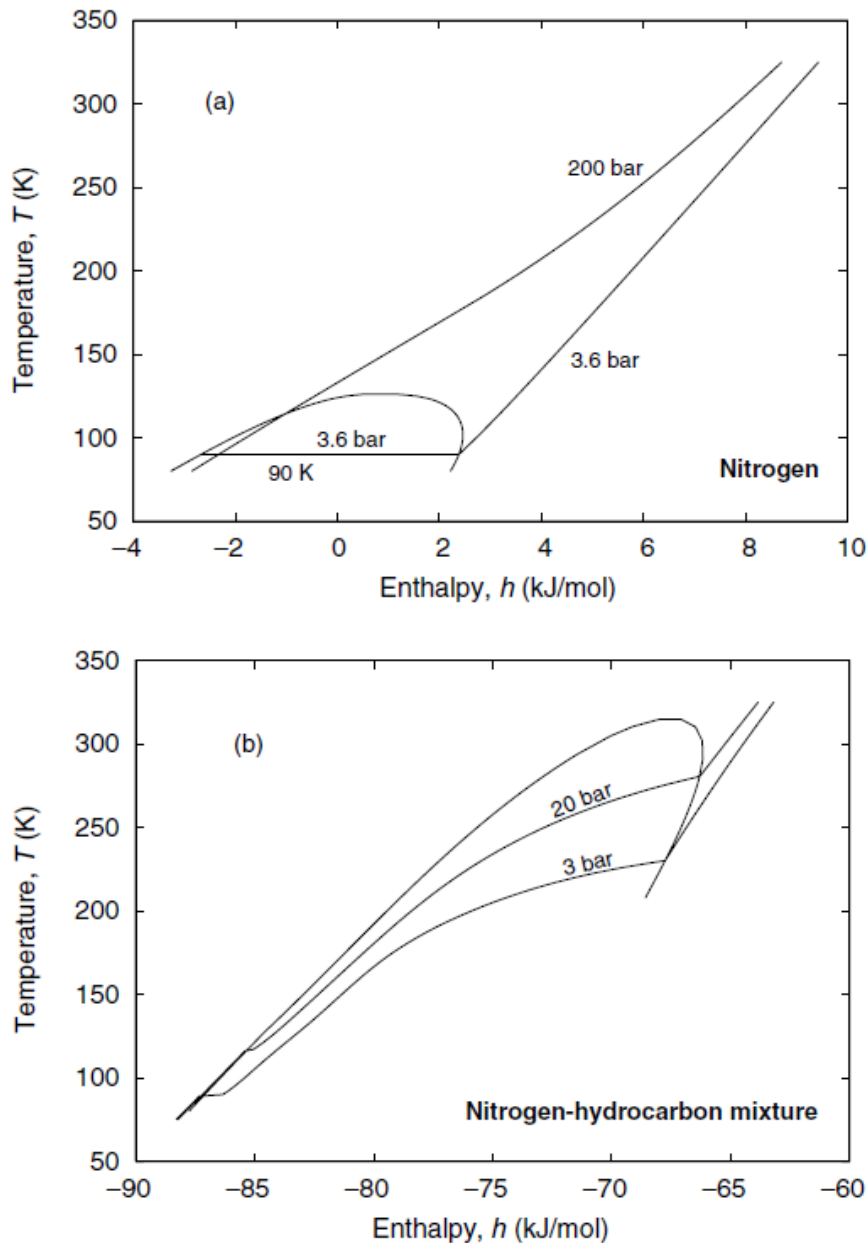 350
(a)
300
200 bar
250
200
150
3.6 bar
100
3.6 bar
90 K
Nitrogen
50
–4 –2 0 2 4 6 8 10
Temperature, T (K)
Enthalpy, h (kJ/mol)
350
(b)
300
20 bar
250
3 bar
200
150
100
Nitrogen-hydrocarbon mixture
50
–90 –85 –80 –75 –70 –65 –60
Temperature, T (K)
Enthalpy, h (kJ/mol)